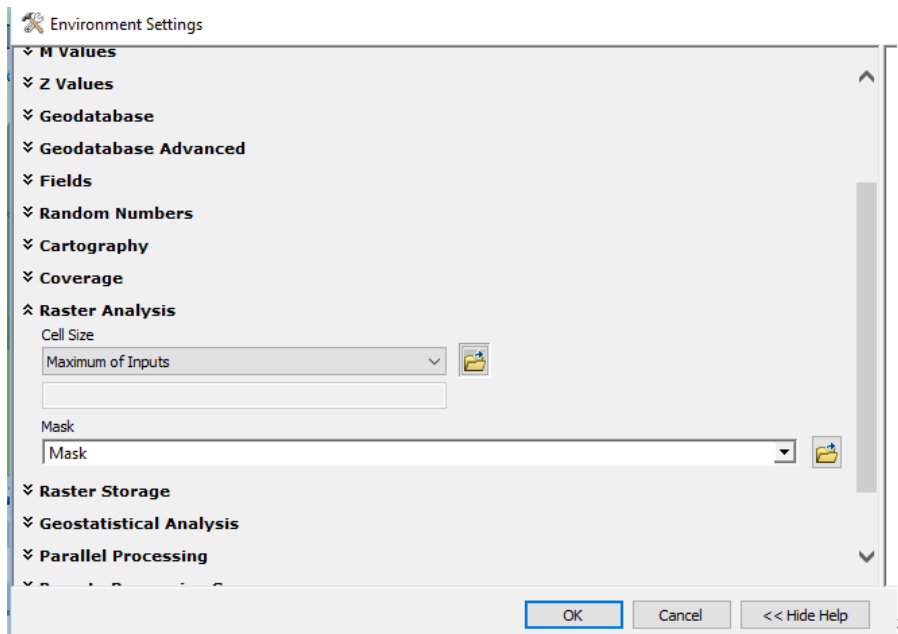 Environment Settings
M Values
Z Values
Geodatabase
Geodatabase Advanced
Fields
Random Numbers
Cartography
Coverage
Raster Analysis
Cell Size
Maximum of Inputs
Mask
Mask
Raster Storage
Geostatistical Analysis
Parallel Processing
OK Cancel << Hide Help